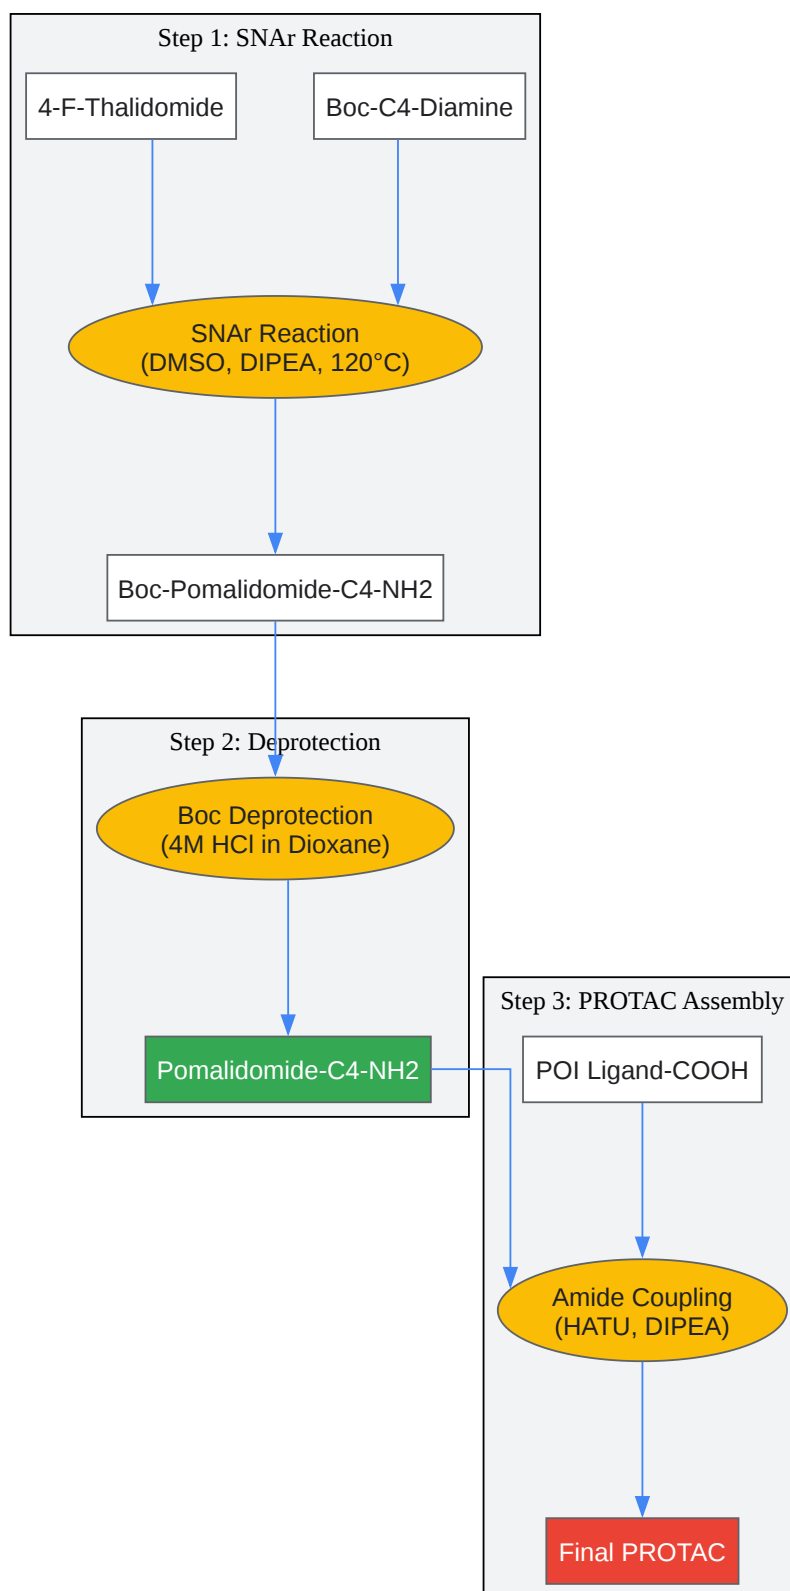 Step 1: SNAr Reaction
4-F-Thalidomide
Boc-C4-Diamine
SNAr Reaction
(DMSO, DIPEA, 120°C)
Boc-Pomalidomide-C4-NH2
Step 2: Deprotection
Boc Deprotection
(4M HCl in Dioxane)
Pomalidomide-C4-NH2
Step 3: PROTAC Assembly
POI Ligand-COOH
Amide Coupling
(HATU, DIPEA)
Final PROTAC